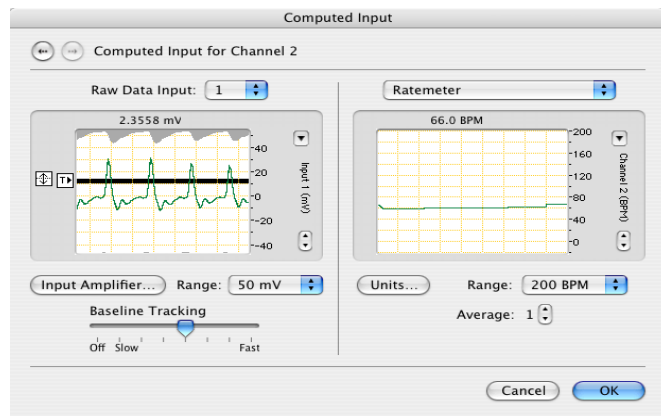 Computed Input
Computed Input for Channel 2
Raw Data Input: 1
Ratemeter
2.3558 mV
40
20
0
-20
-40
Input 1 (mV)
T
66.0 BPM
200
160
120
80
40
0
Channel 2 (BPM)
Input Amplifier... Range: 50 mV
Units... Range: 200 BPM
Baseline Tracking
Off Slow Fast
Average: 1
Cancel OK